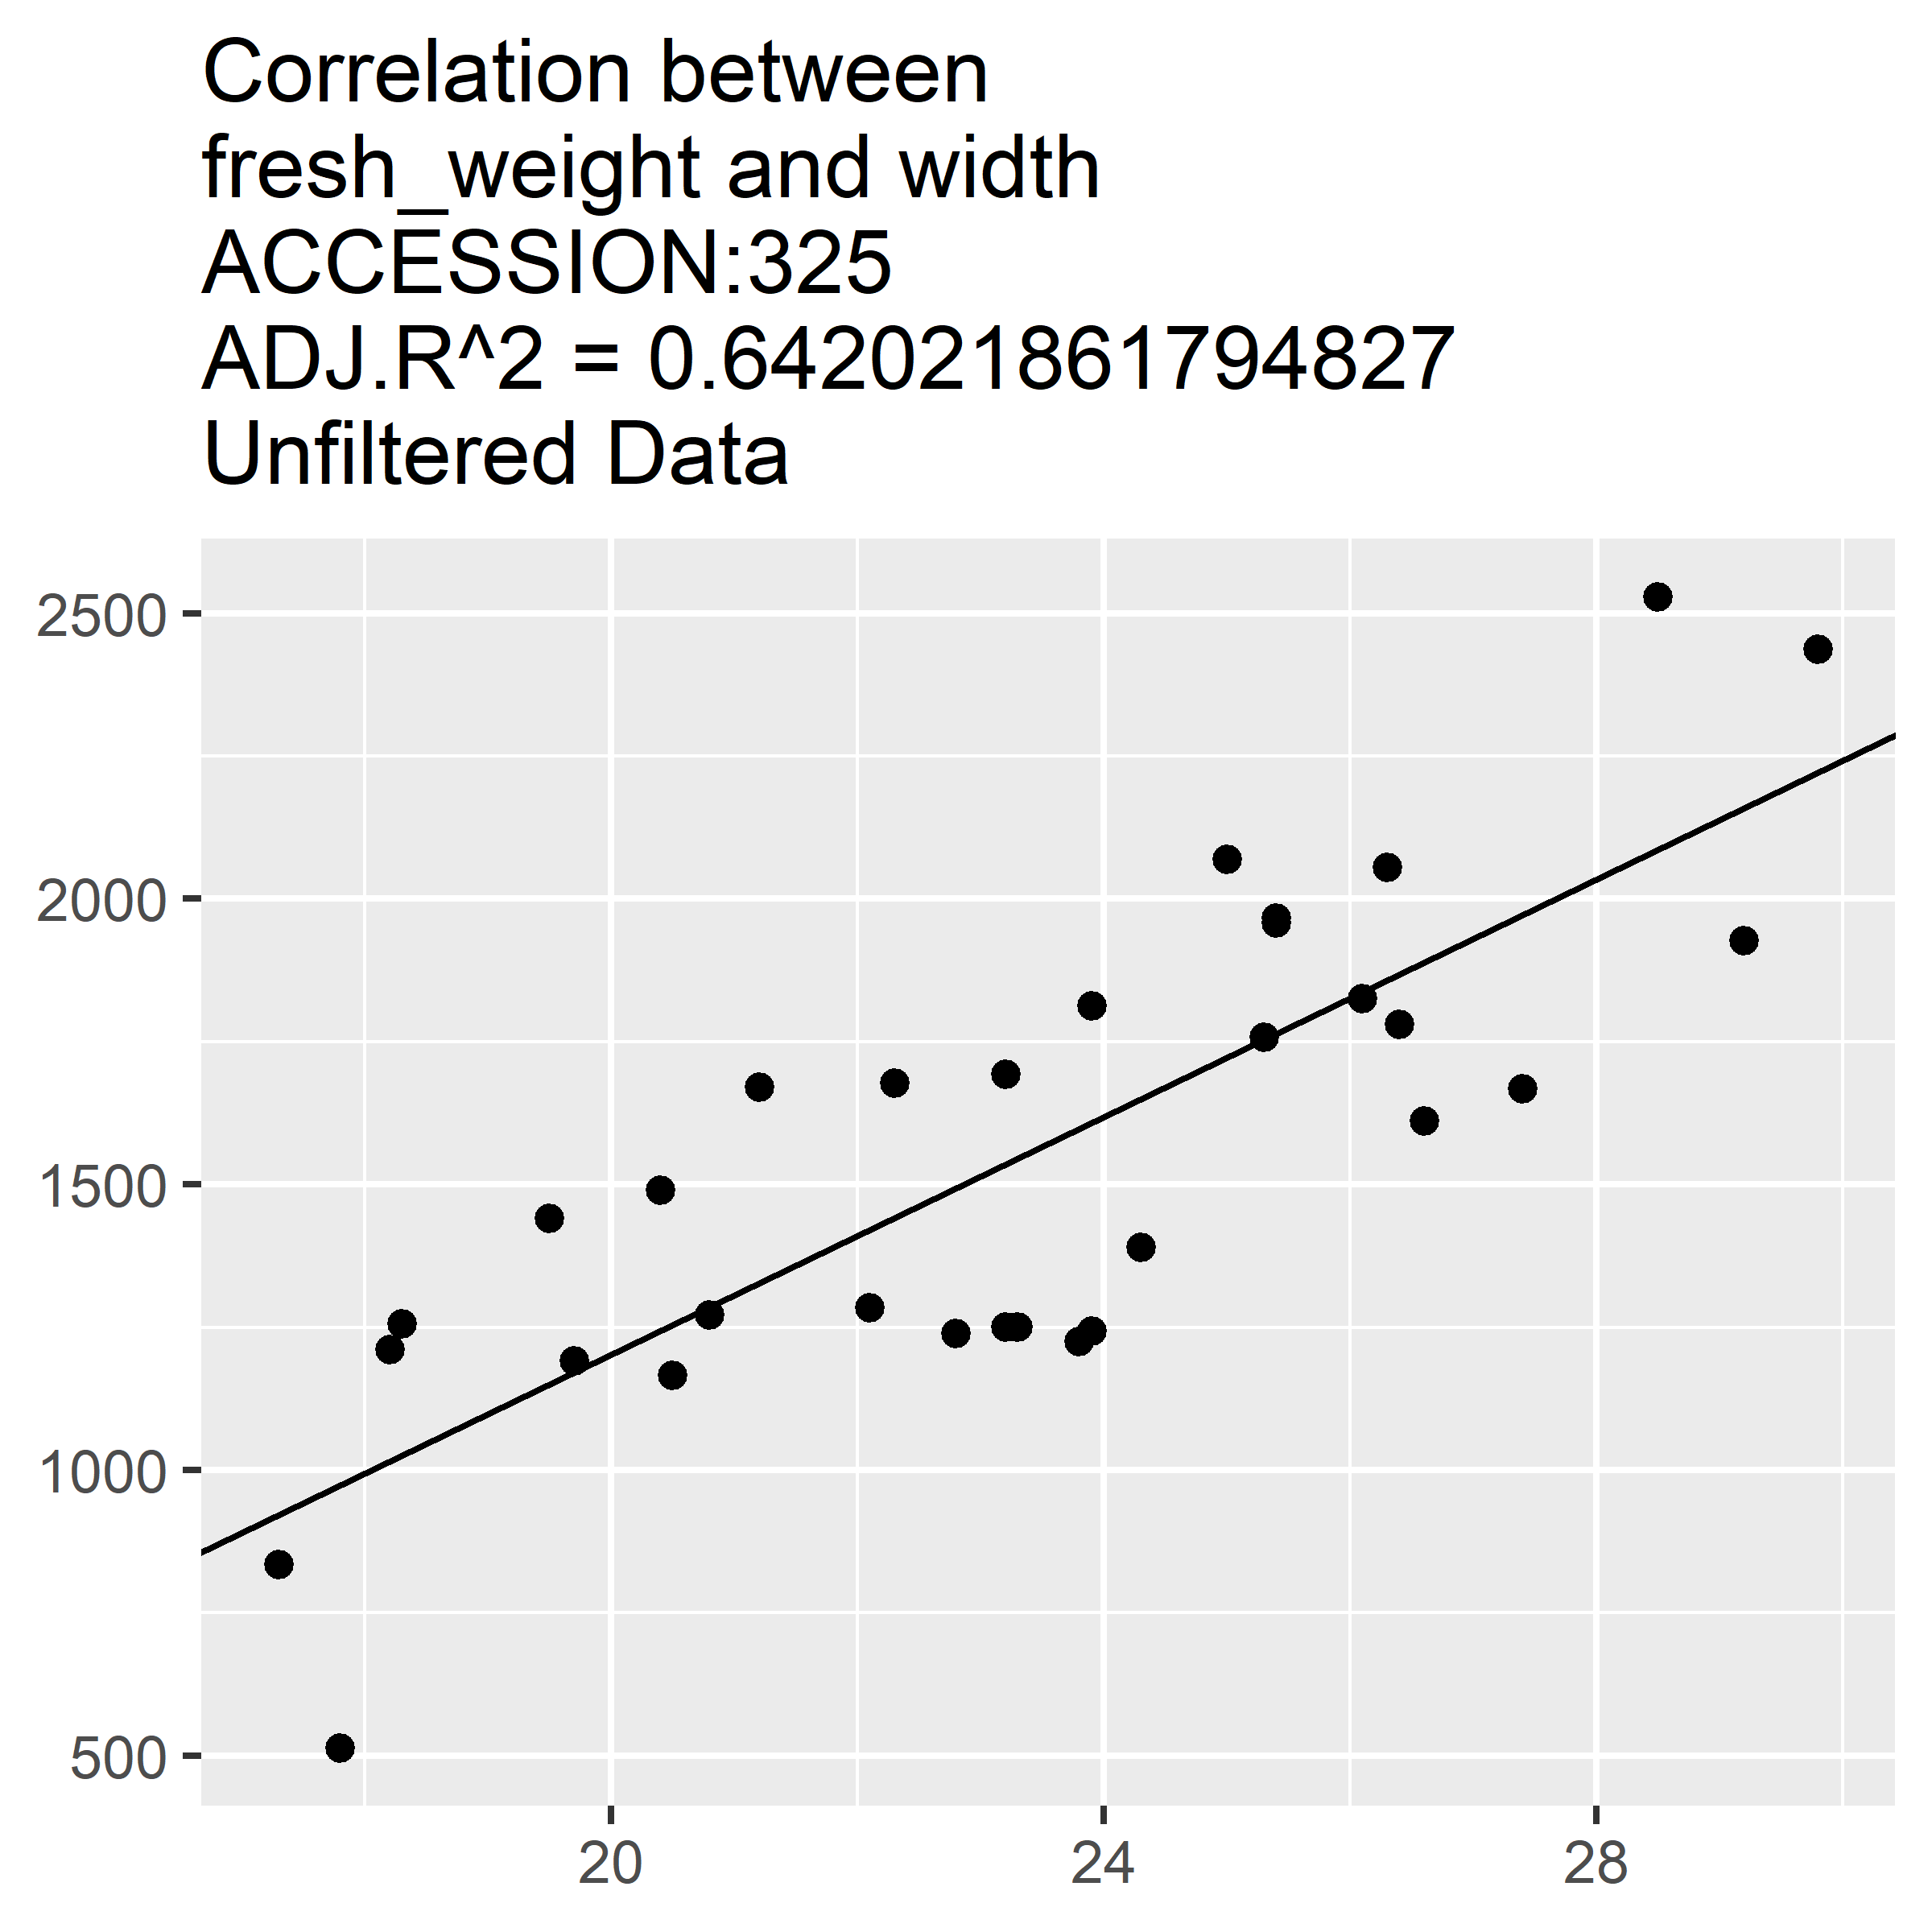 Correlation between
fresh_weight and width
ACCESSION:325
ADJ.R^2 = 0.642021861794827
Unfiltered Data
2500
2000
1500
1000
500
20 24 28